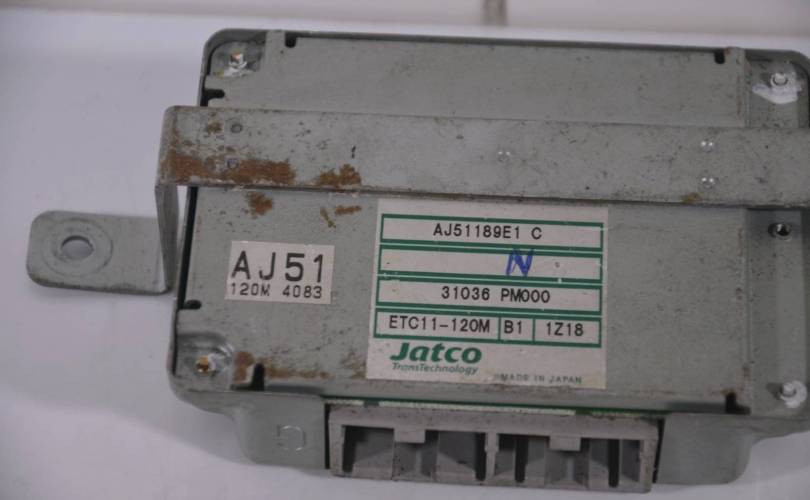 AJ51189E1 C
N
31036 PM000
ETC11-120M B1 1Z18
Jatco
TransTechnology
MADE IN JAPAN
AJ51
120M 4083